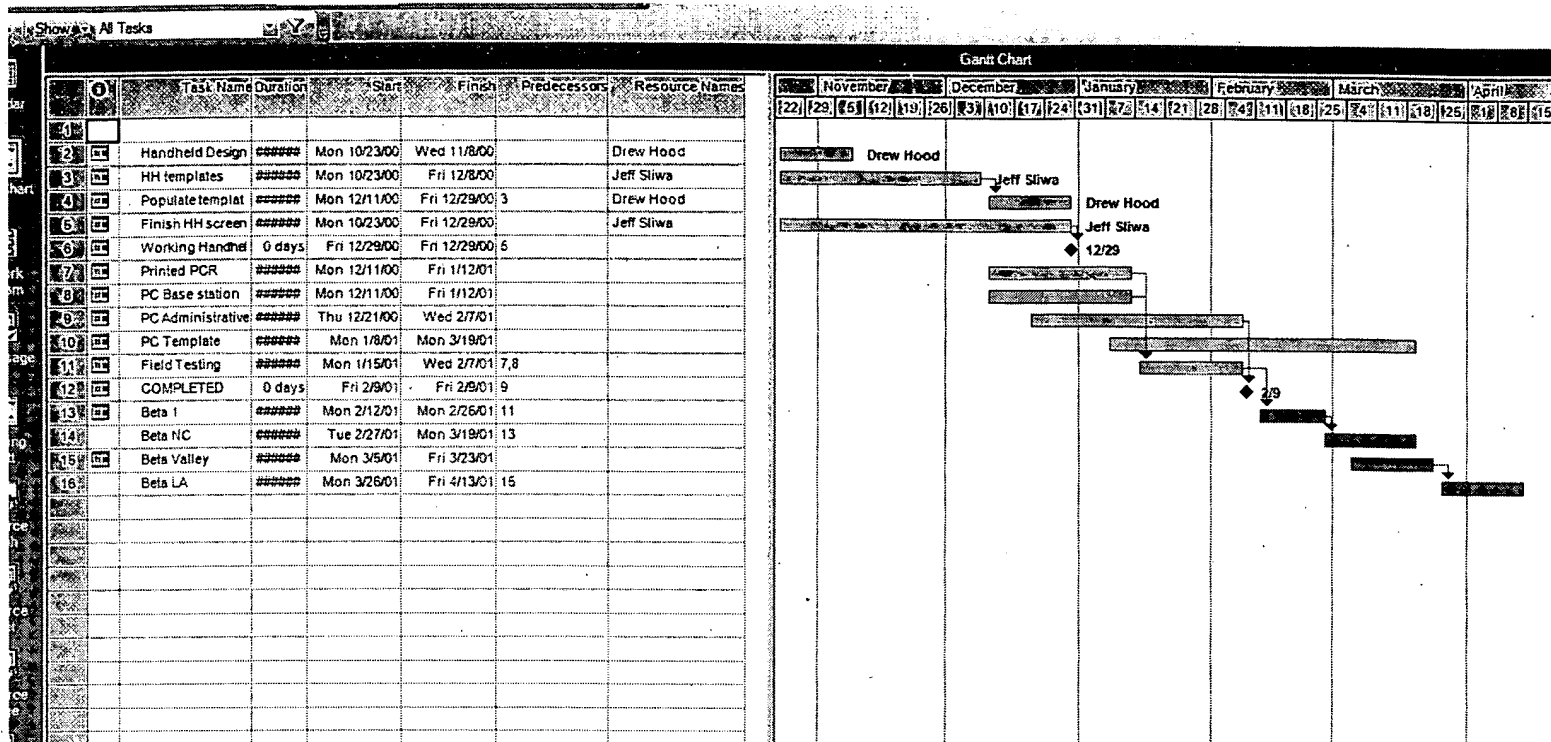 Show All Tasks
Gantt Chart
Task Name Duration Start Finish Predecessors Resource Names
November December January February March April
22 29 5 12 19 26 3 10 17 24 31 7 14 21 28 4 11 18 25 4 11 18 25 1 8 15
1
2 Handheld Design ###### Mon 10/23/00 Wed 11/8/00 Drew Hood Drew Hood
3 HH templates ###### Mon 10/23/00 Fri 12/8/00 Jeff Sliwa Jeff Sliwa
4 Populate templat ###### Mon 12/11/00 Fri 12/29/00 3 Drew Hood Drew Hood
5 Finish HH screen ###### Mon 10/23/00 Fri 12/29/00 Jeff Sliwa Jeff Sliwa
6 Working Handhel 0 days Fri 12/29/00 Fri 12/29/00 5 12/29
7 Printed PCR ###### Mon 12/11/00 Fri 1/12/01
8 PC Base station ###### Mon 12/11/00 Fri 1/12/01
9 PC Administrative ###### Thu 12/21/00 Wed 2/7/01
10 PC Template ###### Mon 1/8/01 Mon 3/19/01
11 Field Testing ###### Mon 1/15/01 Wed 2/7/01 7,8
12 COMPLETED 0 days Fri 2/9/01 Fri 2/9/01 9 2/9
13 Beta 1 ###### Mon 2/12/01 Mon 2/26/01 11
14 Beta NC ###### Tue 2/27/01 Mon 3/19/01 13
15 Beta Valley ###### Mon 3/5/01 Fri 3/23/01
16 Beta LA ###### Mon 3/26/01 Fri 4/13/01 15